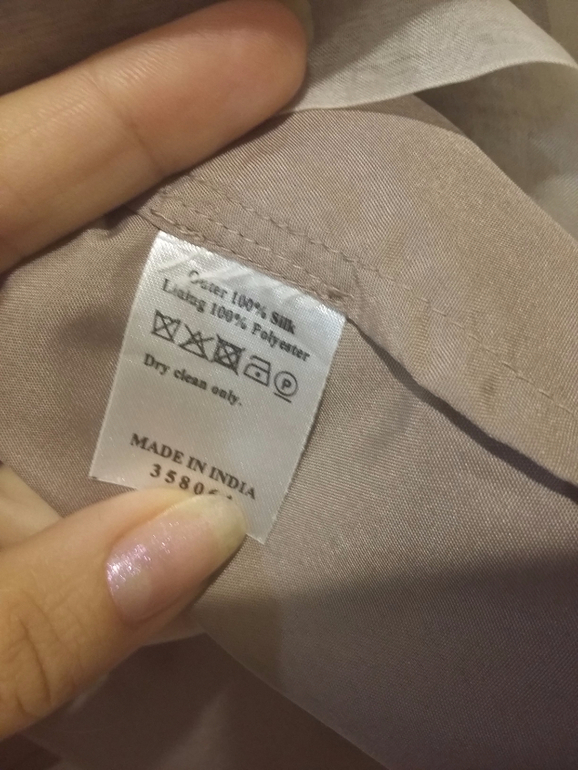 Outer 100% Silk
Lining 100% Polyester
P
Dry clean only.
MADE IN INDIA